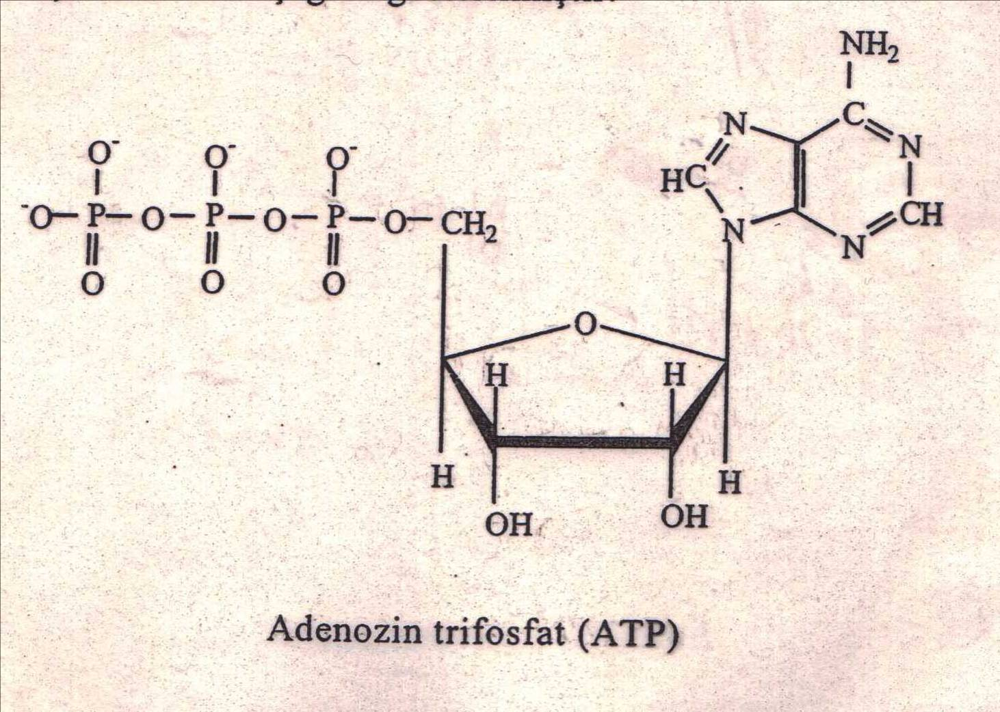 NH₂
N
C
N
HC
N
N
CH
O⁻
O⁻
O⁻
⁻O
P
O
P
O
P
O
CH₂
O
O
O
O
H
H
H
H
OH
OH
Adenozin trifosfat (ATP)